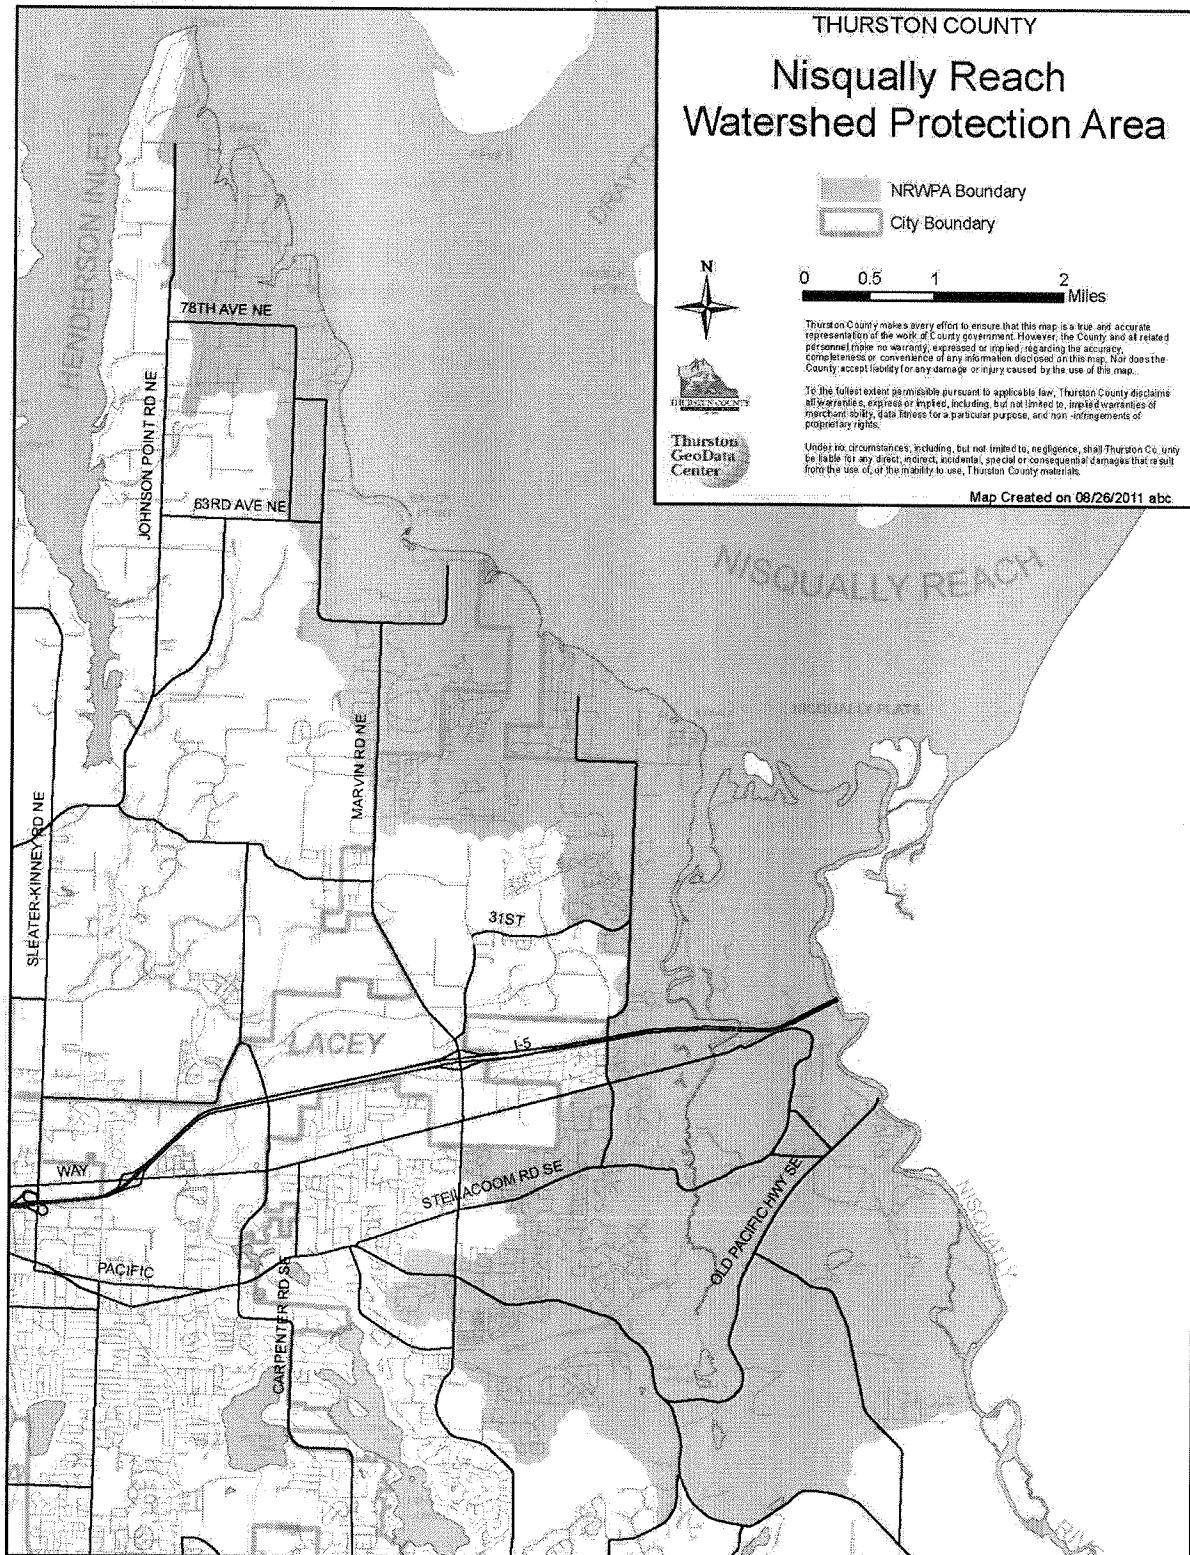 THURSTON COUNTY
Nisqually Reach
Watershed Protection Area
NRWPA Boundary
City Boundary
N
0 0.5 1 2
Miles
Thurston County makes every effort to ensure that this map is a true and accurate
representation of the work of County government. However, the County and all related
personnel make no warranty, expressed or implied, regarding the accuracy,
completeness or convenience of any information disclosed on this map. Nor does the
County accept liability for any damage or injury caused by the use of this map.
To the fullest extent permissible pursuant to applicable law, Thurston County disclaims
all warranties, express or implied, including, but not limited to, implied warranties of
merchantability, data fitness for a particular purpose, and non-infringements of
proprietary rights.
Under no circumstances, including, but not limited to, negligence, shall Thurston County
be liable for any direct, indirect, incidental, special or consequential damages that result
from the use of, or the inability to use, Thurston County materials.
THURSTON COUNTY
Thurston
GeoData
Center
Map Created on 08/26/2011 abc
HENDERSON INLET
78TH AVE NE
JOHNSON POINT RD NE
63RD AVE NE
NISQUALLY REACH
NISQUALLY FLATS
MARVIN RD NE
SLEATER-KINNEY RD NE
31ST
LACEY
I-5
WAY
STEILACOOM RD SE
OLD PACIFIC HWY SE
NISQUALLY
PACIFIC
CARPENTER RD SE
RIVER